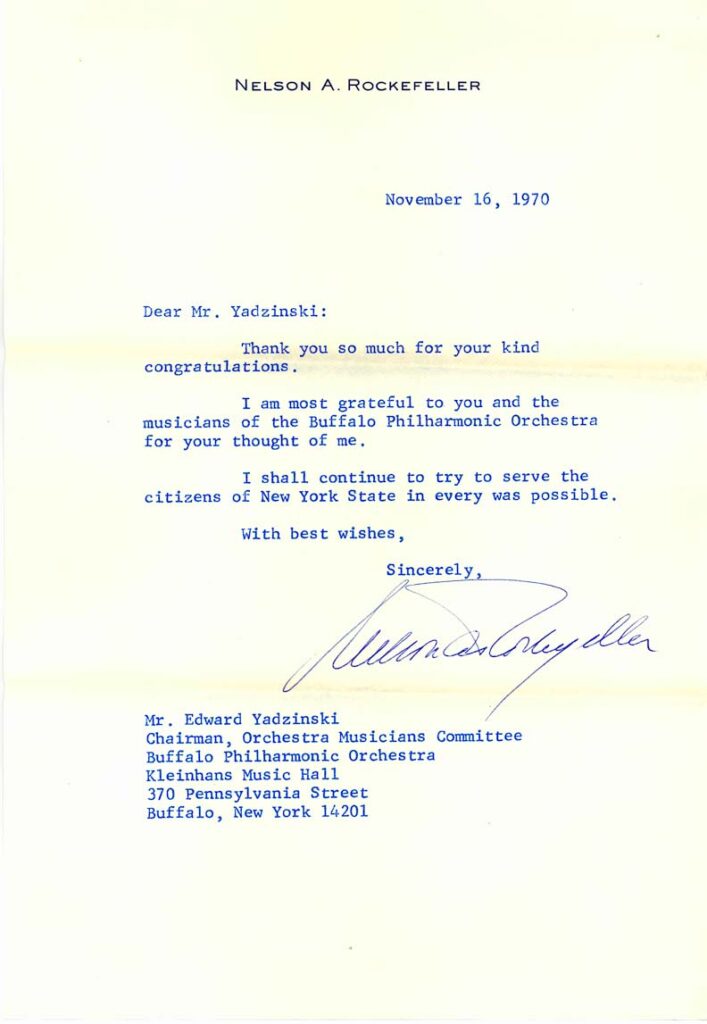 NELSON A. ROCKEFELLER
November 16, 1970
Dear Mr. Yadzinski:
Thank you so much for your kind
congratulations.
I am most grateful to you and the
musicians of the Buffalo Philharmonic Orchestra
for your thought of me.
I shall continue to try to serve the
citizens of New York State in every was possible.
With best wishes,
Sincerely,
Nelson A. Rockefeller
Mr. Edward Yadzinski
Chairman, Orchestra Musicians Committee
Buffalo Philharmonic Orchestra
Kleinhans Music Hall
370 Pennsylvania Street
Buffalo, New York 14201